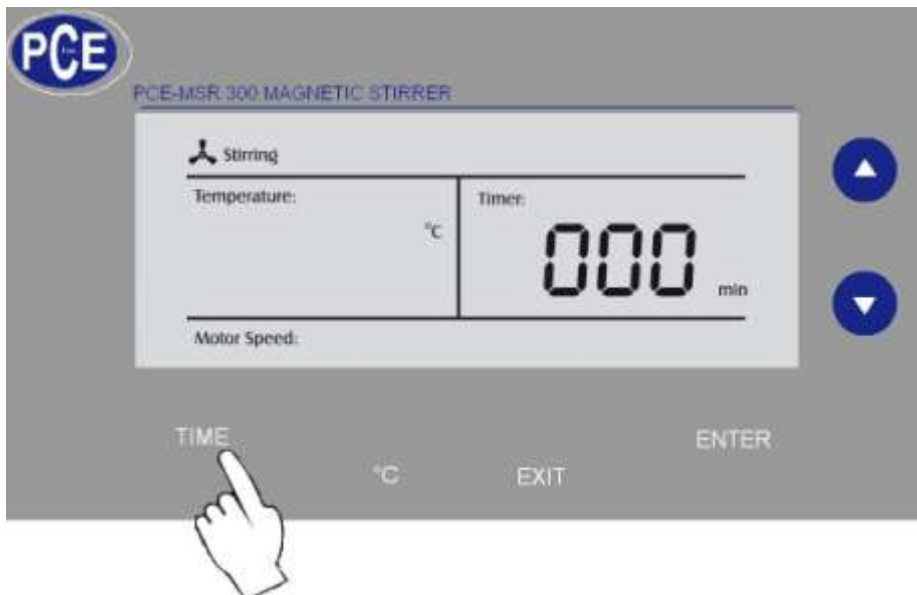 PCE
PCE-MSR 300 MAGNETIC STIRRER
Stirring
Temperature:
°C
Timer:
000
min
Motor Speed:
TIME
ENTER
°C
EXIT